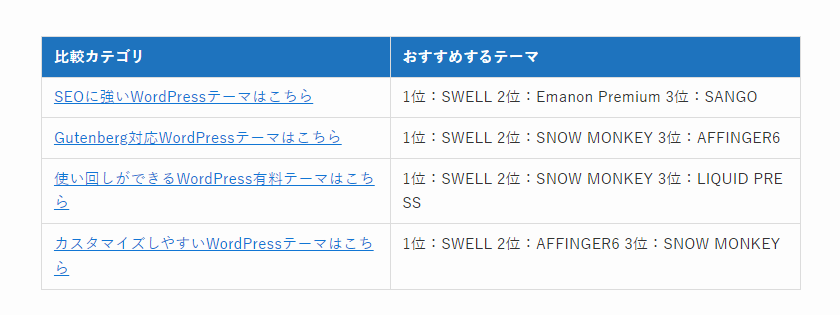 比較カテゴリ おすすめするテーマ
SEOに強いWordPressテーマはこちら 1位：SWELL 2位：Emanon Premium 3位：SANGO
Gutenberg対応WordPressテーマはこちら 1位：SWELL 2位：SNOW MONKEY 3位：AFFINGER6
使い回しができるWordPress有料テーマはこち
ら
1位：SWELL 2位：SNOW MONKEY 3位：LIQUID PRE
SS
カスタマイズしやすいWordPressテーマはこち
ら
1位：SWELL 2位：AFFINGER6 3位：SNOW MONKEY